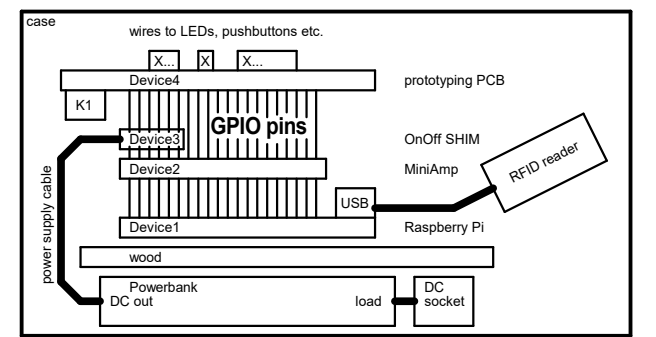 case
wires to LEDs, pushbuttons etc.
X... X X...
Device4 prototyping PCB
K1
GPIO pins
Device3 OnOff SHIM
Device2 MiniAmp
RFID reader
USB
Device1 Raspberry Pi
power supply cable
wood
Powerbank DC
DC out load socket